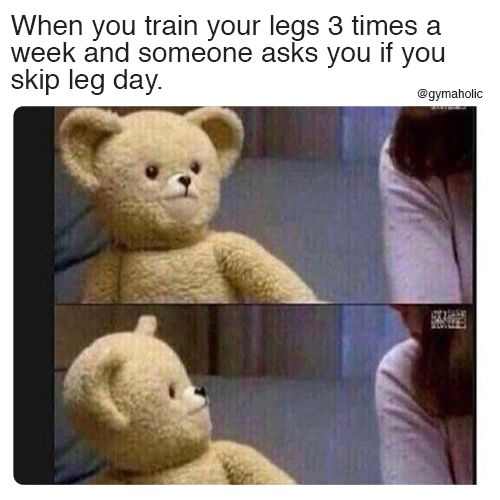 When you train your legs 3 times a
week and someone asks you if you
skip leg day.
@gymaholic